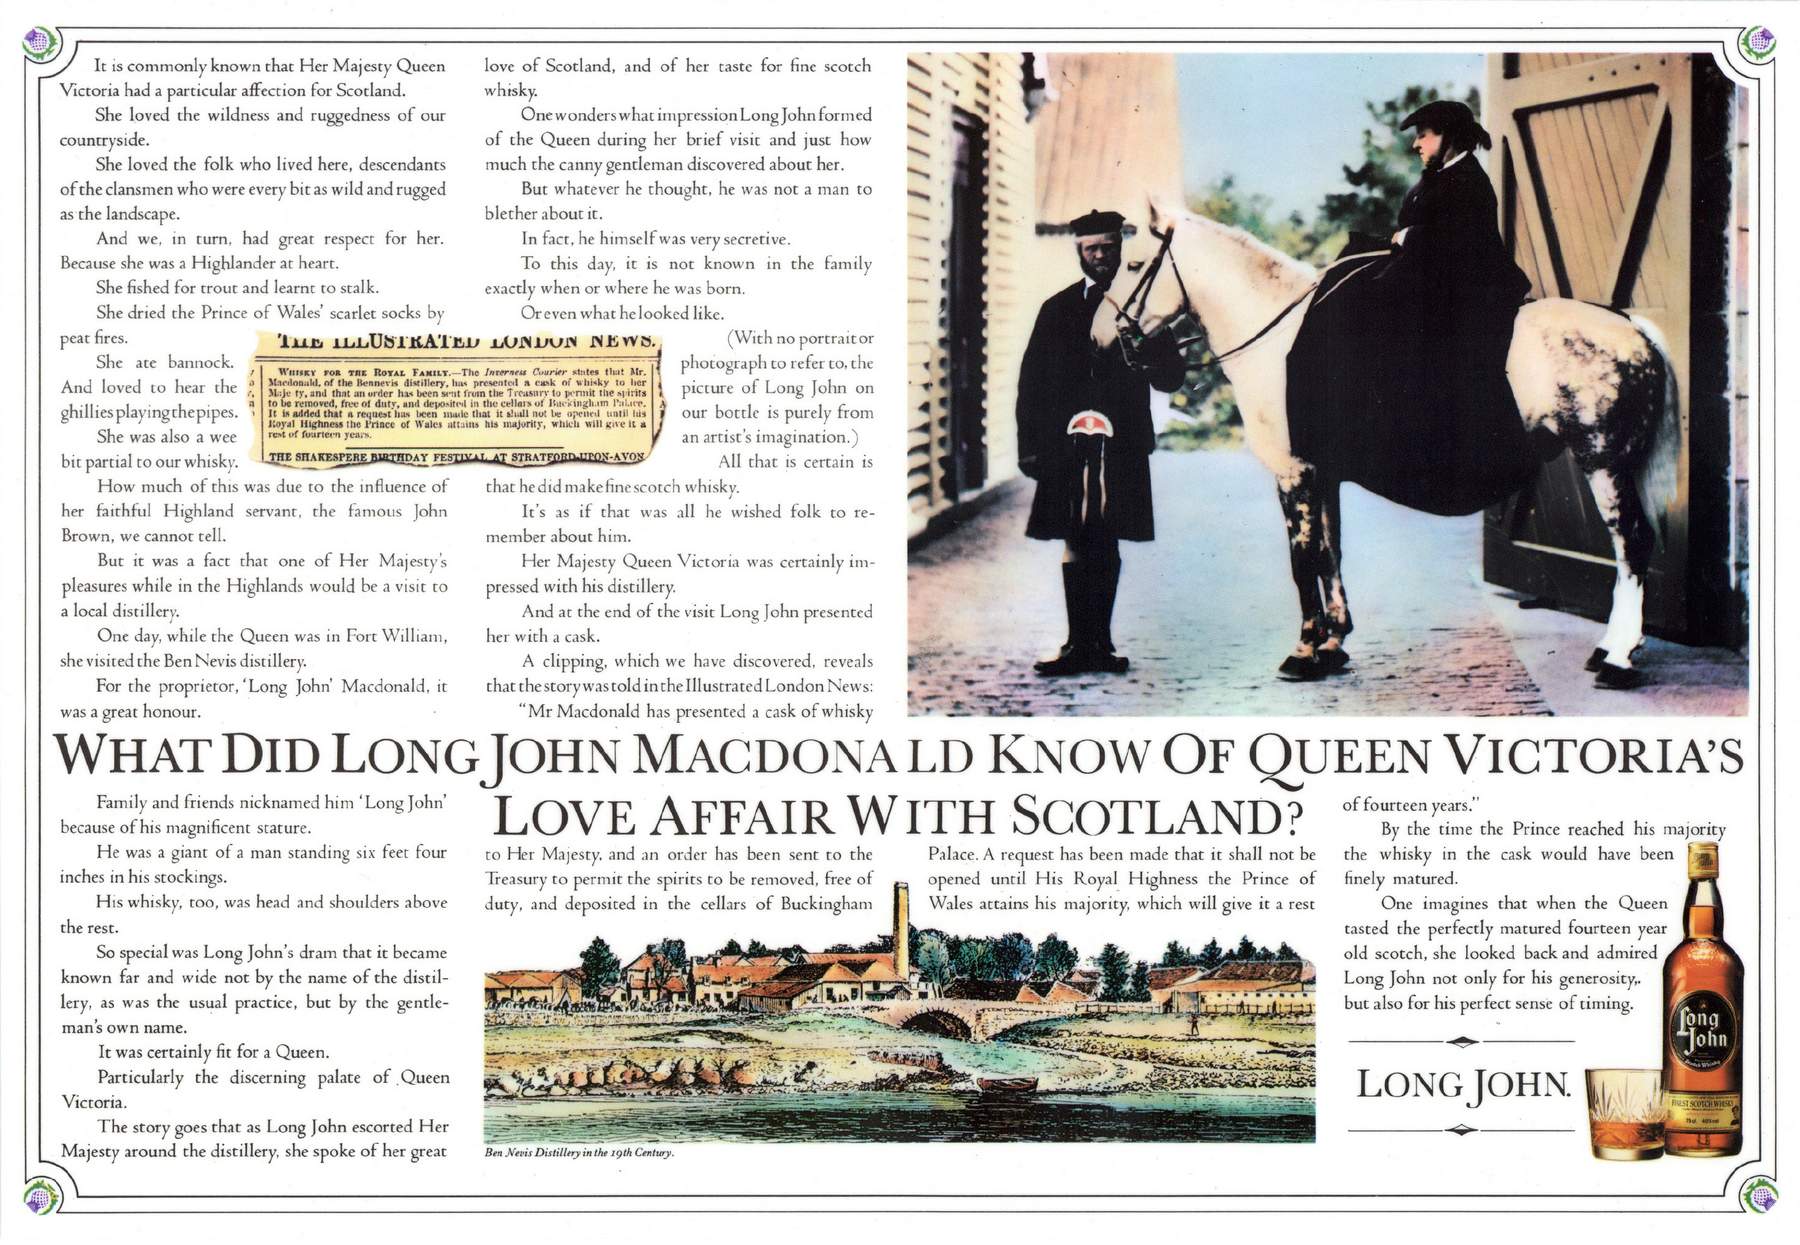 WHAT DID LONG JOHN MACDONALD KNOW OF QUEEN VICTORIA'S
LOVE AFFAIR WITH SCOTLAND?
It is commonly known that Her Majesty Queen
Victoria had a particular affection for Scotland.
She loved the wildness and ruggedness of our
countryside.
She loved the folk who lived here, descendants
of the clansmen who were every bit as wild and rugged
as the landscape.
And we, in turn, had great respect for her.
Because she was a Highlander at heart.
She fished for trout and learnt to stalk.
She dried the Prince of Wales' scarlet socks by
peat fires.
She ate bannock.
And loved to hear the
ghillies playing the pipes.
She was also a wee
bit partial to our whisky.
How much of this was due to the influence of
her faithful Highland servant, the famous John
Brown, we cannot tell.
But it was a fact that one of Her Majesty's
pleasures while in the Highlands would be a visit to
a local distillery.
One day, while the Queen was in Fort William,
she visited the Ben Nevis distillery.
For the proprietor, 'Long John' Macdonald, it
was a great honour.
Family and friends nicknamed him 'Long John'
because of his magnificent stature.
He was a giant of a man standing six feet four
inches in his stockings.
His whisky, too, was head and shoulders above
the rest.
So special was Long John's dram that it became
known far and wide not by the name of the distil-
lery, as was the usual practice, but by the gentle-
man's own name.
It was certainly fit for a Queen.
Particularly the discerning palate of Queen
Victoria.
The story goes that as Long John escorted Her
Majesty around the distillery, she spoke of her great
love of Scotland, and of her taste for fine scotch
whisky.
One wonders what impression Long John formed
of the Queen during her brief visit and just how
much the canny gentleman discovered about her.
But whatever he thought, he was not a man to
blether about it.
In fact, he himself was very secretive.
To this day, it is not known in the family
exactly when or where he was born.
Or even what he looked like.
(With no portrait or
photograph to refer to, the
picture of Long John on
our bottle is purely from
an artist's imagination.)
All that is certain is
that he did make fine scotch whisky.
It's as if that was all he wished folk to re-
member about him.
Her Majesty Queen Victoria was certainly im-
pressed with his distillery.
And at the end of the visit Long John presented
her with a cask.
A clipping, which we have discovered, reveals
that the story was told in the Illustrated London News:
"Mr Macdonald has presented a cask of whisky
to Her Majesty, and an order has been sent to the
Treasury to permit the spirits to be removed, free of
duty, and deposited in the cellars of Buckingham
Palace. A request has been made that it shall not be
opened until His Royal Highness the Prince of
Wales attains his majority, which will give it a rest
of fourteen years."
By the time the Prince reached his majority
the whisky in the cask would have been
finely matured.
One imagines that when the Queen
tasted the perfectly matured fourteen year
old scotch, she looked back and admired
Long John not only for his generosity,.
but also for his perfect sense of timing.
THE ILLUSTRATED LONDON NEWS.
WHISKY FOR THE ROYAL FAMILY.—The Inverness Courier states that Mr.
Macdonald, of the Bennevis distillery, has presented a cask of whisky to her
Maje ty, and that an order has been sent from the Treasury to permit the spirits
to be removed, free of duty, and deposited in the cellars of Buckingham Palace.
It is added that a request has been made that it shall not be opened until his
Royal Highness the Prince of Wales attains his majority, which will give it a
rest of fourteen years.
THE SHAKESPERE BIRTHDAY FESTIVAL AT STRATFORD-UPON-AVON
Ben Nevis Distillery in the 19th Century.
LONG JOHN.
Long
John
Scotch Whisky
FINEST SCOTCH WHISKY